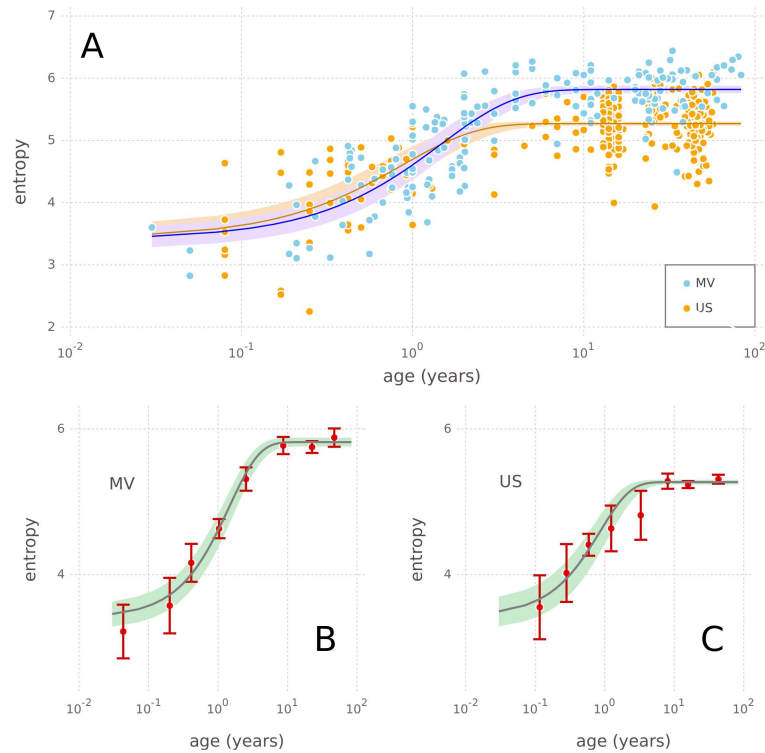 7
A
6
5
entropy
4
3
MV
US
2
10^-2
10^-1
10^0
10^1
10^2
age (years)
6
MV
entropy
4
B
10^-2
10^-1
10^0
10^1
10^2
age (years)
6
US
entropy
4
C
10^-2
10^-1
10^0
10^1
10^2
age (years)